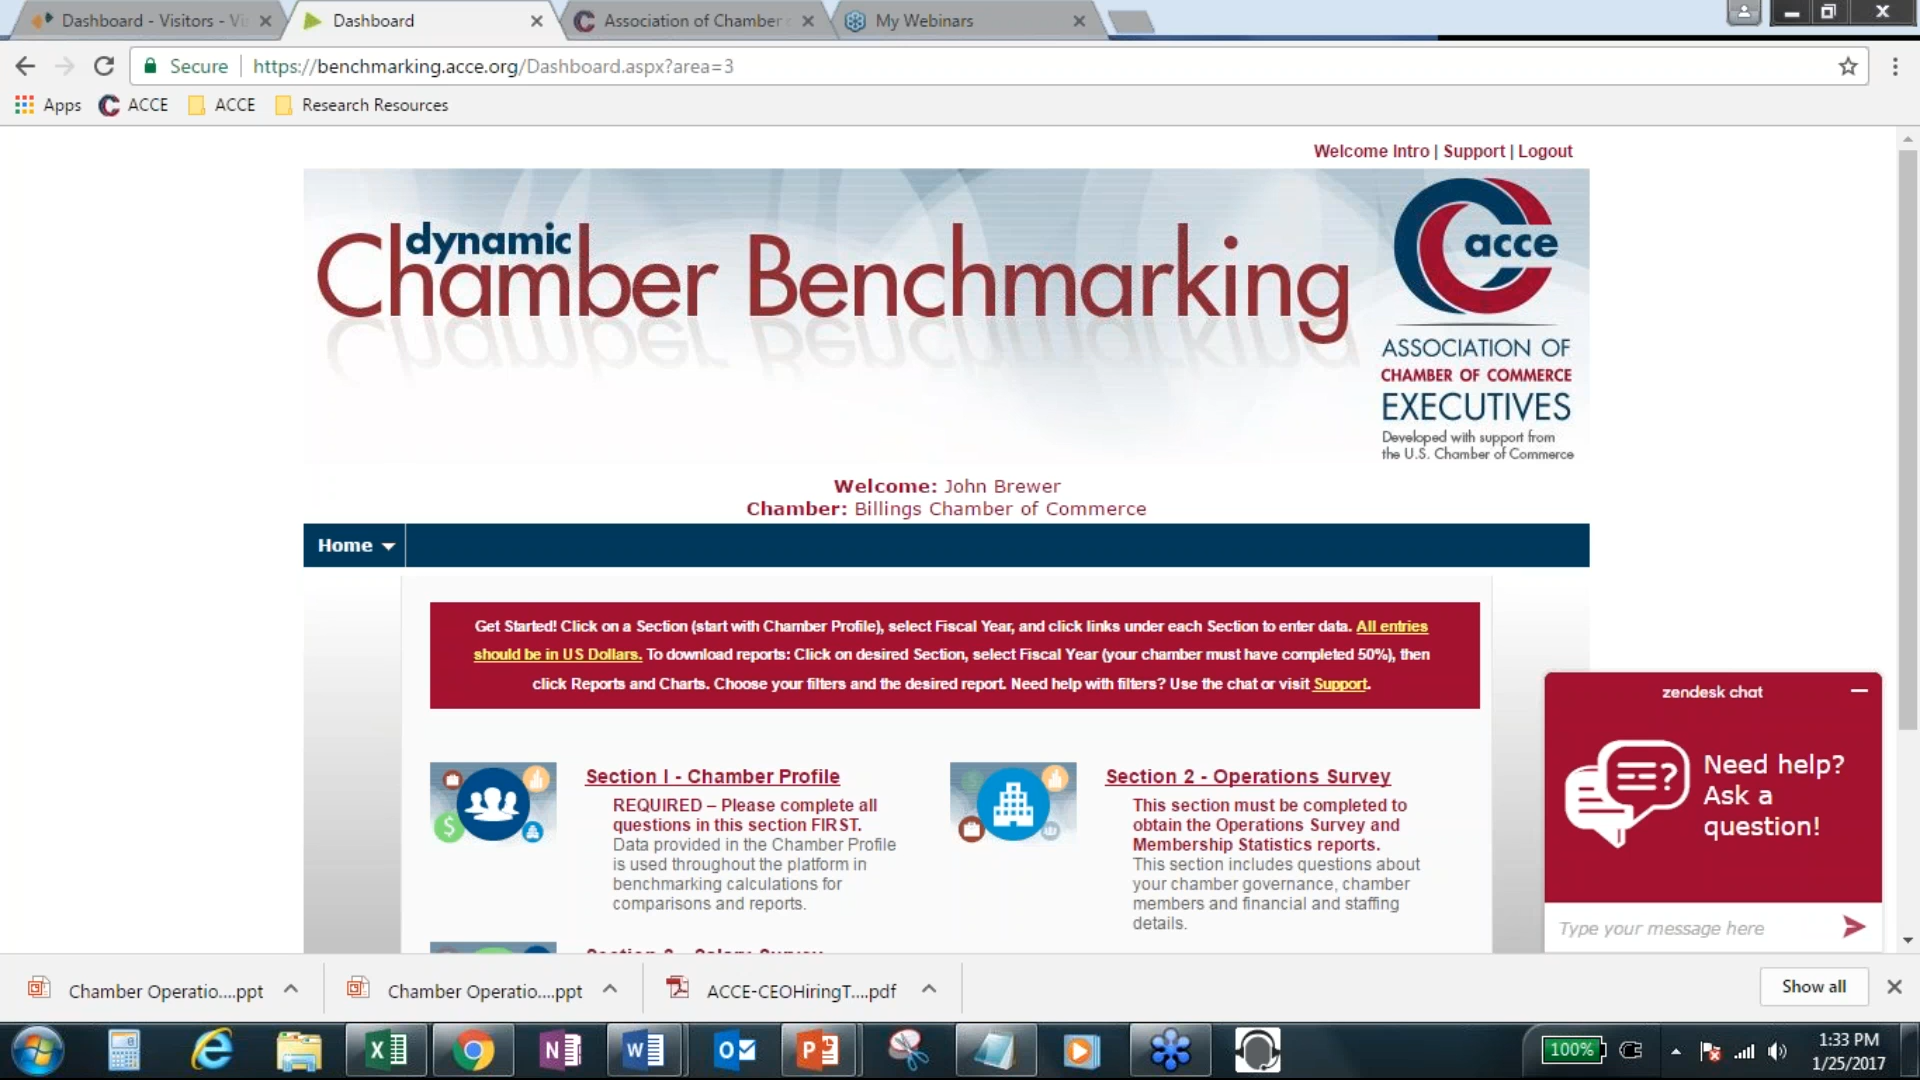 Dashboard - Visitors - Vi
Dashboard
Association of Chamber
My Webinars
Secure
https://benchmarking.acce.org/Dashboard.aspx?area=3
Apps
ACCE
ACCE
Research Resources
Welcome Intro | Support | Logout
dynamic
Chamber Benchmarking
acce
ASSOCIATION OF
CHAMBER OF COMMERCE
EXECUTIVES
Developed with support from
the U.S. Chamber of Commerce
Welcome: John Brewer
Chamber: Billings Chamber of Commerce
Home
Get Started! Click on a Section (start with Chamber Profile), select Fiscal Year, and click links under each Section to enter data. All entries
should be in US Dollars. To download reports: Click on desired Section, select Fiscal Year (your chamber must have completed 50%), then
click Reports and Charts. Choose your filters and the desired report. Need help with filters? Use the chat or visit Support.
Section I - Chamber Profile
REQUIRED – Please complete all
questions in this section FIRST.
Data provided in the Chamber Profile
is used throughout the platform in
benchmarking calculations for
comparisons and reports.
Section 2 - Operations Survey
This section must be completed to
obtain the Operations Survey and
Membership Statistics reports.
This section includes questions about
your chamber governance, chamber
members and financial and staffing
details.
zendesk chat
Need help?
Ask a
question!
Type your message here
Chamber Operatio....ppt
Chamber Operatio....ppt
ACCE-CEOHiringT....pdf
Show all
100%
1:33 PM
1/25/2017